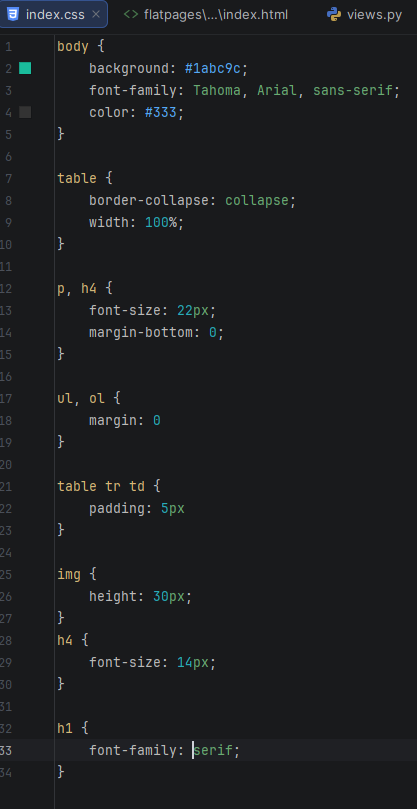 index.css × <> flatpages\...\index.html views.py
1 body {
2 background: #1abc9c;
3 font-family: Tahoma, Arial, sans-serif;
4 color: #333;
5 }
6
7 table {
8 border-collapse: collapse;
9 width: 100%;
10 }
11
12 p, h4 {
13 font-size: 22px;
14 margin-bottom: 0;
15 }
16
17 ul, ol {
18 margin: 0
19 }
20
21 table tr td {
22 padding: 5px
23 }
24
25 img {
26 height: 30px;
27 }
28 h4 {
29 font-size: 14px;
30 }
31
32 h1 {
33 font-family: serif;
34 }